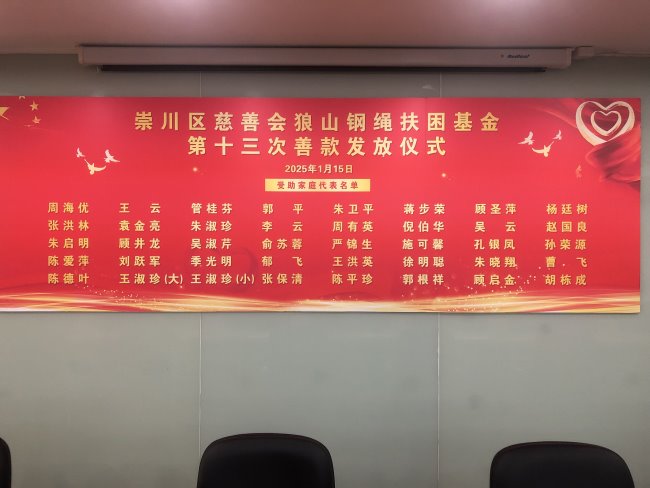 Redleaf
崇川区慈善会狼山钢绳扶困基金
第十三次善款发放仪式
2025年1月15日
受助家庭代表名单
周海优 王云 管桂芬 郭平 朱卫平 蒋步荣 顾圣萍 杨廷树
张洪林 袁金亮 朱淑珍 李云 周有英 倪伯华 吴云 赵国良
朱启明 顾井龙 吴淑芹 俞苏蓉 严锦生 施可馨 孔银凤 孙荣源
陈爱萍 刘跃军 季光明 郁飞 王洪英 徐明聪 朱晓翔 曹飞
陈德叶 王淑珍(大) 王淑珍(小) 张保清 陈平珍 郭根祥 顾启金 胡栋成